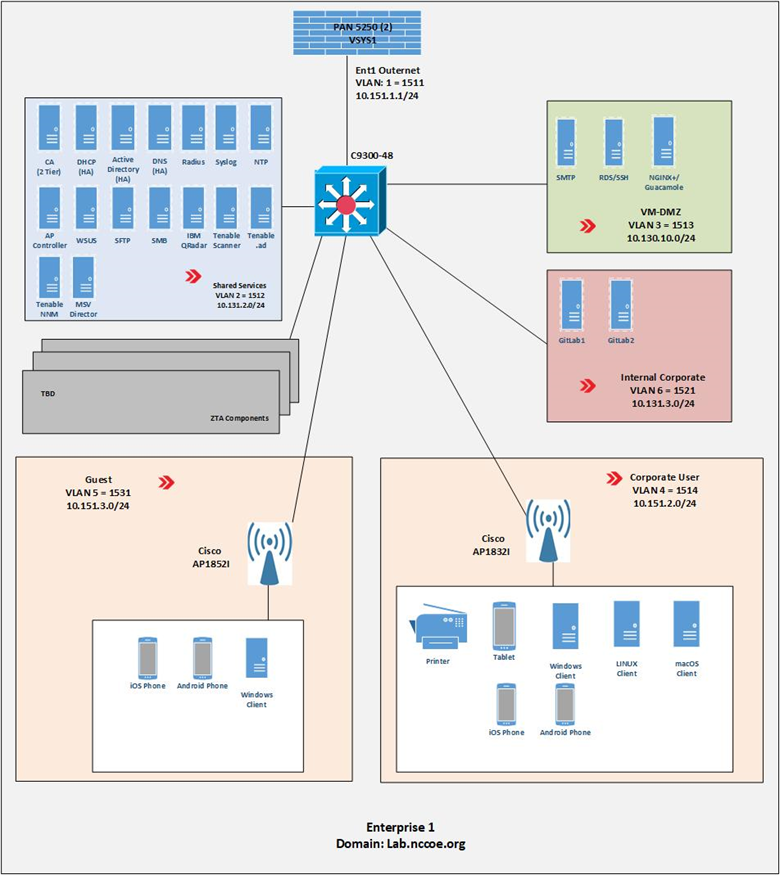 PAN 5250 (2)
VSYS1
Ent1 Outernet
VLAN: 1 = 1511
10.151.1.1/24
C9300-48
CA
(2 Tier)
DHCP
(HA)
Active
Directory
(HA)
DNS
(HA)
Radius
Syslog
NTP
AP
Controller
WSUS
SFTP
SMB
IBM
QRadar
Tenable
Scanner
Tenable
.ad
Tenable
NNM
MSV
Director
Shared Services
VLAN 2 = 1512
10.131.2.0/24
SMTP
RDS/SSH
NGINX+/
Guacamole
VM-DMZ
VLAN 3 = 1513
10.130.10.0/24
GitLab1
GitLab2
Internal Corporate
VLAN 6 = 1521
10.131.3.0/24
TBD
ZTA Components
Guest
VLAN 5 = 1531
10.151.3.0/24
Cisco
AP1852I
iOS Phone
Android Phone
Windows
Client
Corporate User
VLAN 4 = 1514
10.151.2.0/24
Cisco
AP1832I
Printer
Tablet
Windows
Client
LINUX
Client
macOS
Client
iOS Phone
Android Phone
Enterprise 1
Domain: Lab.nccoe.org